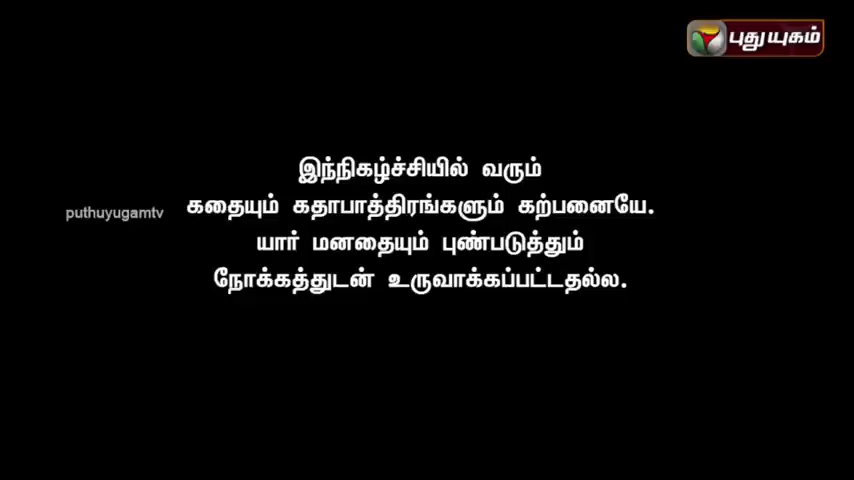 புதுயுகம்
இந்நிகழ்ச்சியில் வரும்
puthuyugamtv
கதையும் கதாபாத்திரங்களும் கற்பனையே.
யார் மனதையும் புண்படுத்தும்
நோக்கத்துடன் உருவாக்கப்பட்டதல்ல.